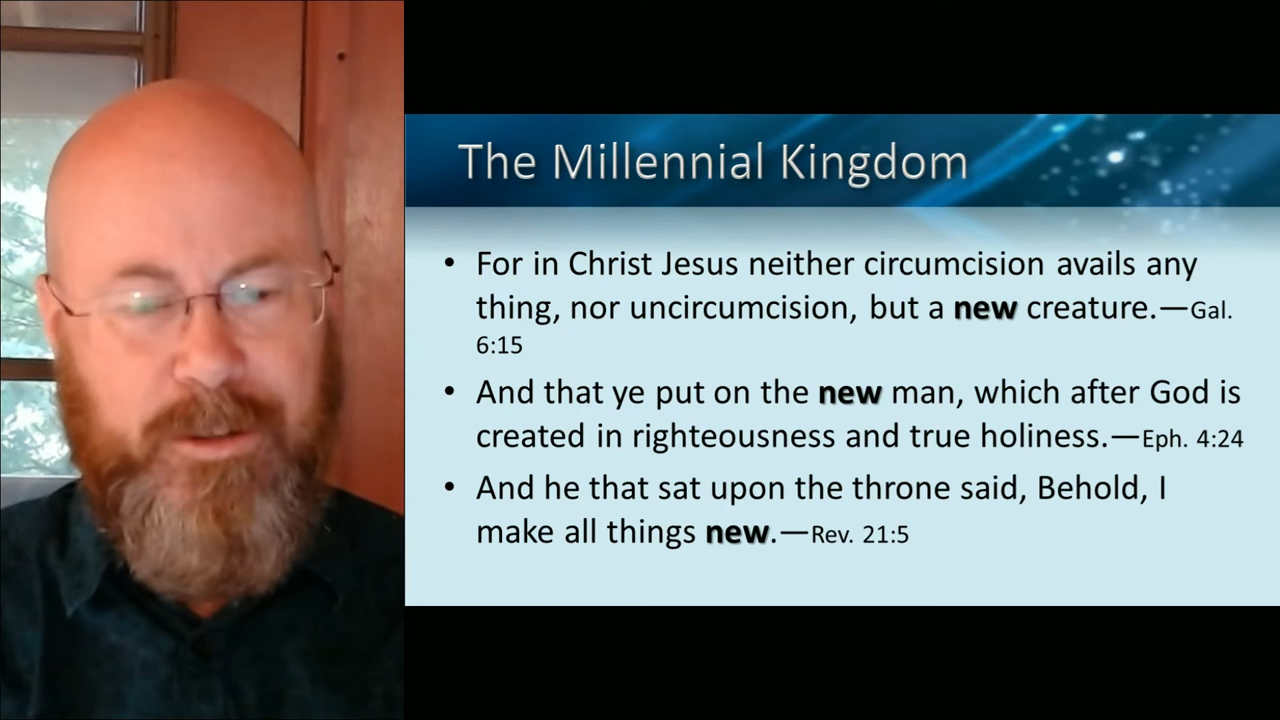 The Millennial Kingdom
• For in Christ Jesus neither circumcision avails any
thing, nor uncircumcision, but a new creature.—Gal.
6:15
• And that ye put on the new man, which after God is
created in righteousness and true holiness.—Eph. 4:24
• And he that sat upon the throne said, Behold, I
make all things new.—Rev. 21:5